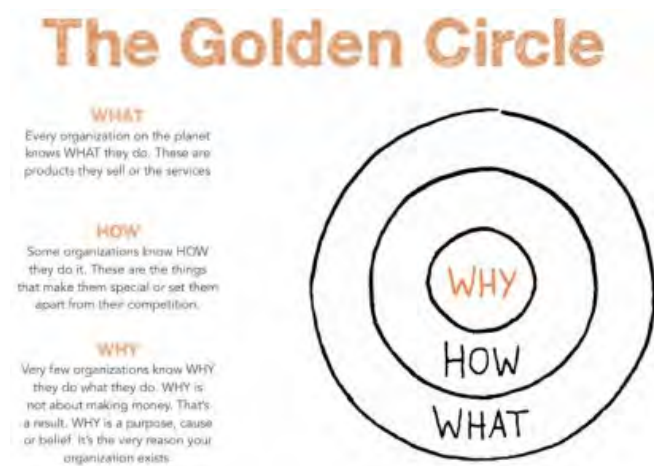 The Golden Circle
WHAT
Every organization on the planet
knows WHAT they do. These are
products they sell or the services
HOW
Some organizations know HOW
they do it. These are the things
that make them special or set them
apart from their competition.
WHY
Very few organizations know WHY
they do what they do. WHY is
not about making money. That's
a result. WHY is a purpose, cause
or belief. It's the very reason your
organization exists
WHY
HOW
WHAT